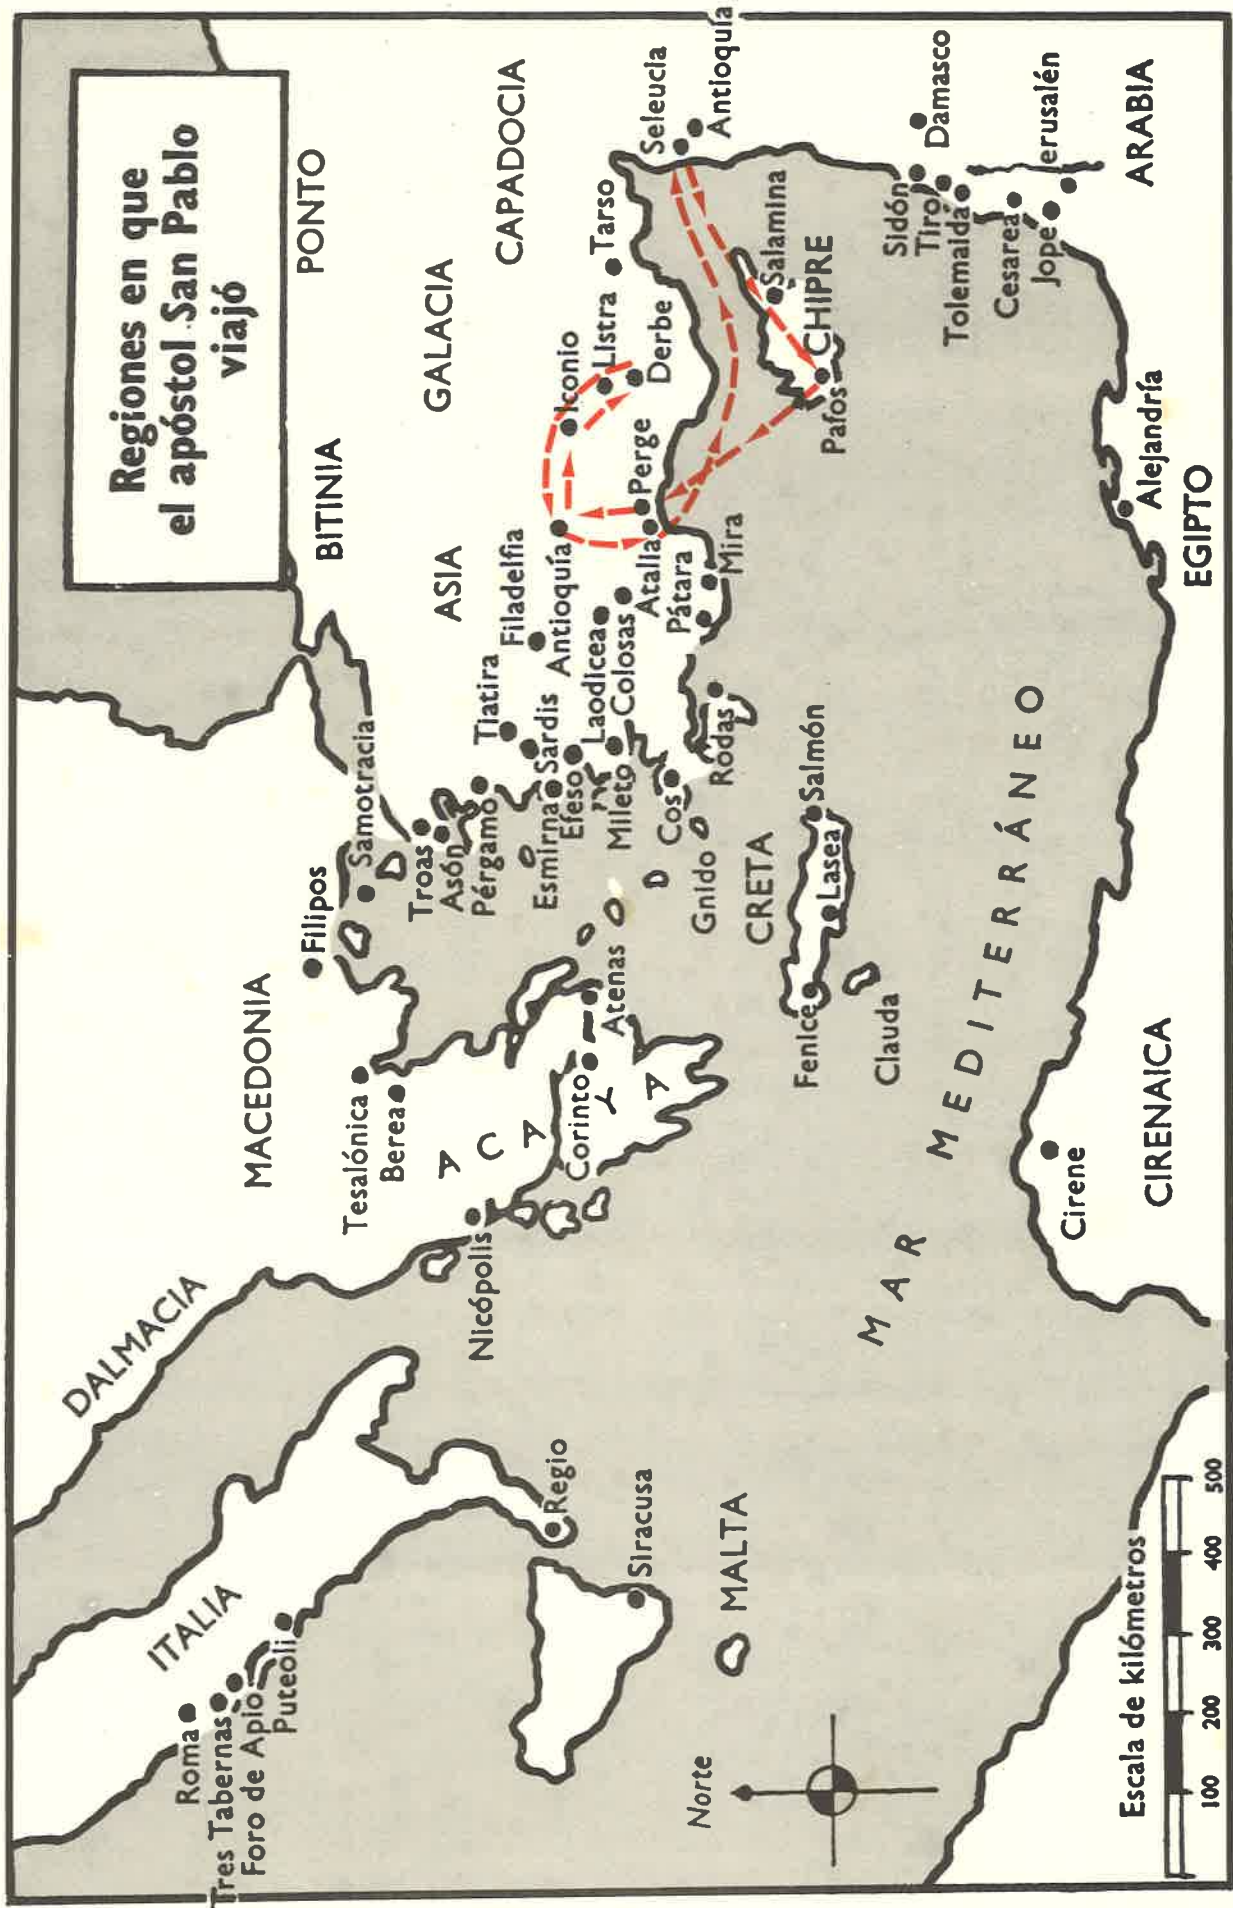 Regiones en que
el apóstol San Pablo
viajó
PONTO
BITINIA
MACEDONIA
DALMACIA
ITALIA
Roma
Tres Tabernas
Foro de Apio
Puteoli
CAPADOCIA
GALACIA
ASIA
Filipos
Samotracia
Tesalónica
Berea
Troas
Asón
Pérgamo
Tiatira
Filadelfia
Sardis
Esmirna
Efeso
Antioquía
Laodicea
Colosas
Mileto
Iconio
Listra
Derbe
Tarso
Seleucia
Antioquía
Perge
Atalia
Pátara
Mira
Rodas
Cos
Gnido
A C A Y A
Nicópolis
Corinto
Atenas
Regio
Siracusa
MALTA
CRETA
Salmón
Lasea
Fenice
Clauda
Salamina
CHIPRE
Pafos
Sidón
Tiro
Tolemaida
Damasco
Cesarea
Jope
Jerusalén
ARABIA
MAR MEDITERRÁNEO
Alejandría
EGIPTO
Cirene
CIRENAICA
Norte
Escala de kilómetros
100 200 300 400 500